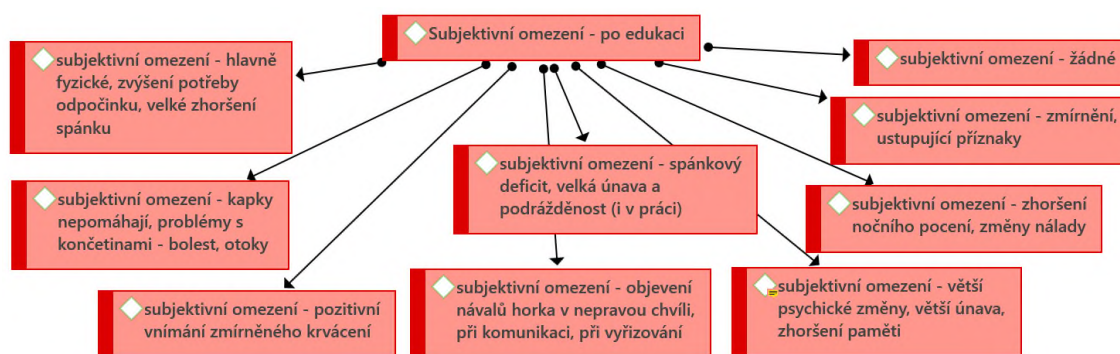 Subjektivní omezení - po edukaci
subjektivní omezení - hlavně
fyzické, zvýšení potřeby
odpočinku, velké zhoršení
spánku
subjektivní omezení - žádné
subjektivní omezení - zmírnění,
ustupující příznaky
subjektivní omezení - spánkový
deficit, velká únava a
podrážděnost (i v práci)
subjektivní omezení - kapky
nepomáhají, problémy s
končetinami - bolest, otoky
subjektivní omezení - zhoršení
nočního pocení, změny nálady
subjektivní omezení - pozitivní
vnímání zmírněného krvácení
subjektivní omezení - objevení
návalů horka v nepravou chvíli,
při komunikaci, při vyřizování
subjektivní omezení - větší
psychické změny, větší únava,
zhoršení paměti